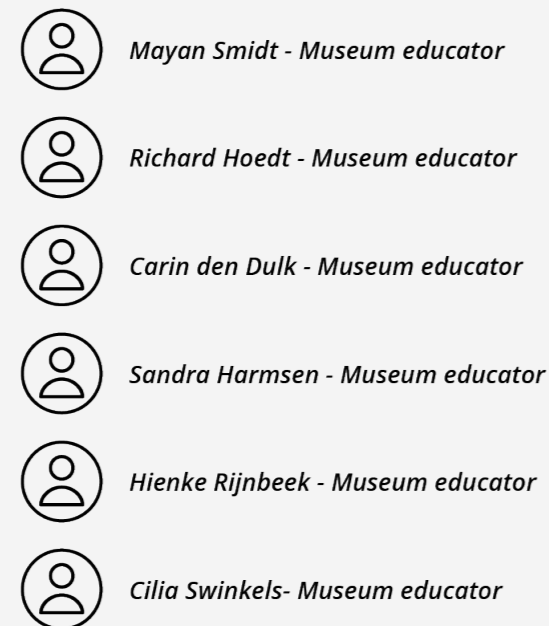 Mayan Smidt - Museum educator
Richard Hoedt - Museum educator
Carin den Dulk - Museum educator
Sandra Harmsen - Museum educator
Hienke Rijnbeek - Museum educator
Cilia Swinkels- Museum educator